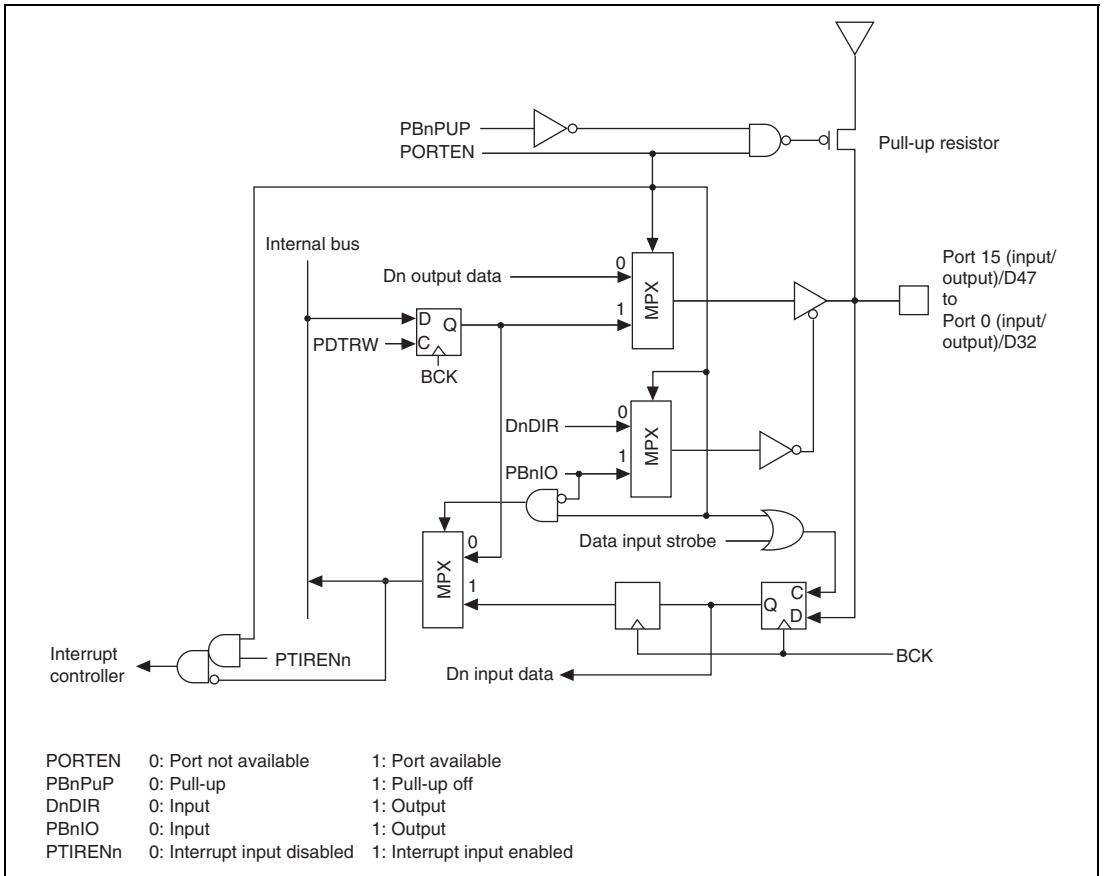 PBnPUP
PORTEN
Pull-up resistor
Internal bus
Dn output data
0
MPX
1
Port 15 (input/
output)/D47
to
Port 0 (input/
output)/D32
D Q
PDTRW
C
BCK
DnDIR
0
MPX
PBnIO
1
Data input strobe
0
MPX
1
Q C
D
BCK
Interrupt
controller
PTIRENn
Dn input data
PORTEN 0: Port not available 1: Port available
PBnPuP 0: Pull-up 1: Pull-up off
DnDIR 0: Input 1: Output
PBnIO 0: Input 1: Output
PTIRENn 0: Interrupt input disabled 1: Interrupt input enabled